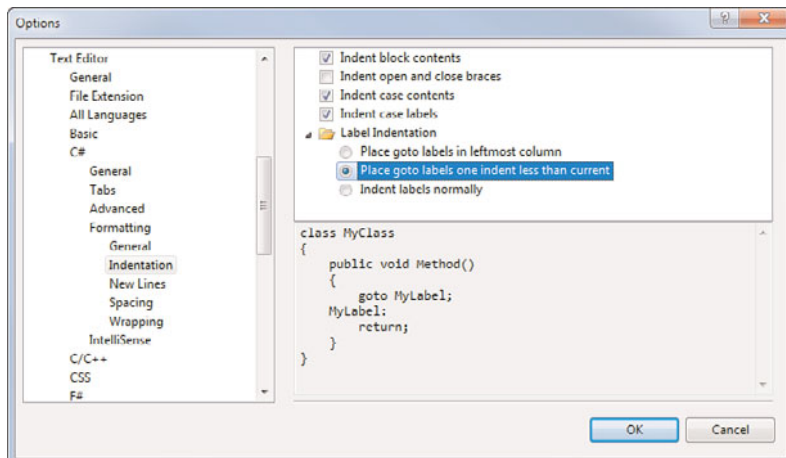 Options
Text Editor
General
File Extension
All Languages
Basic
C#
General
Tabs
Advanced
Formatting
General
Indentation
New Lines
Spacing
Wrapping
IntelliSense
C/C++
CSS
F#
Indent block contents
Indent open and close braces
Indent case contents
Indent case labels
Label Indentation
Place goto labels in leftmost column
Place goto labels one indent less than current
Indent labels normally
class MyClass
{
    public void Method()
    {
        goto MyLabel;
    MyLabel:
        return;
    }
}
OK
Cancel